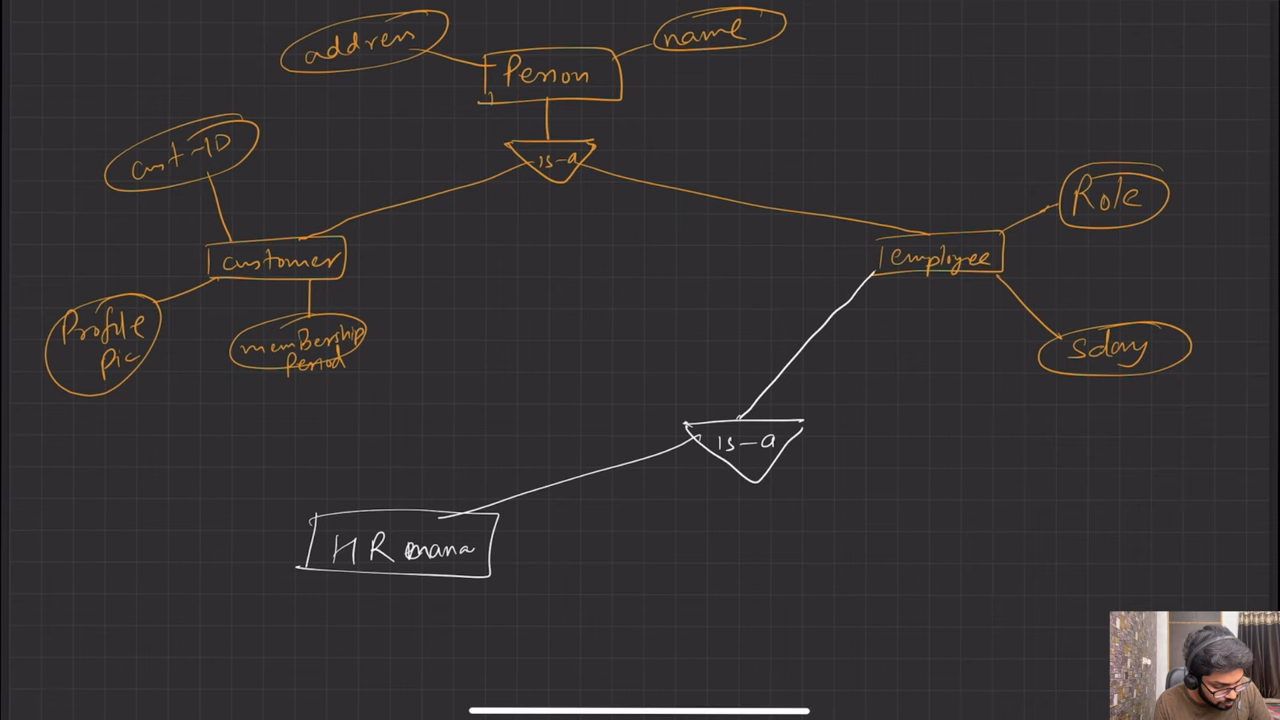 address
name
Person
is-a
cust-ID
Role
customer
employee
Profile
Pic
memBership
Period
Salary
is-a
HR mana